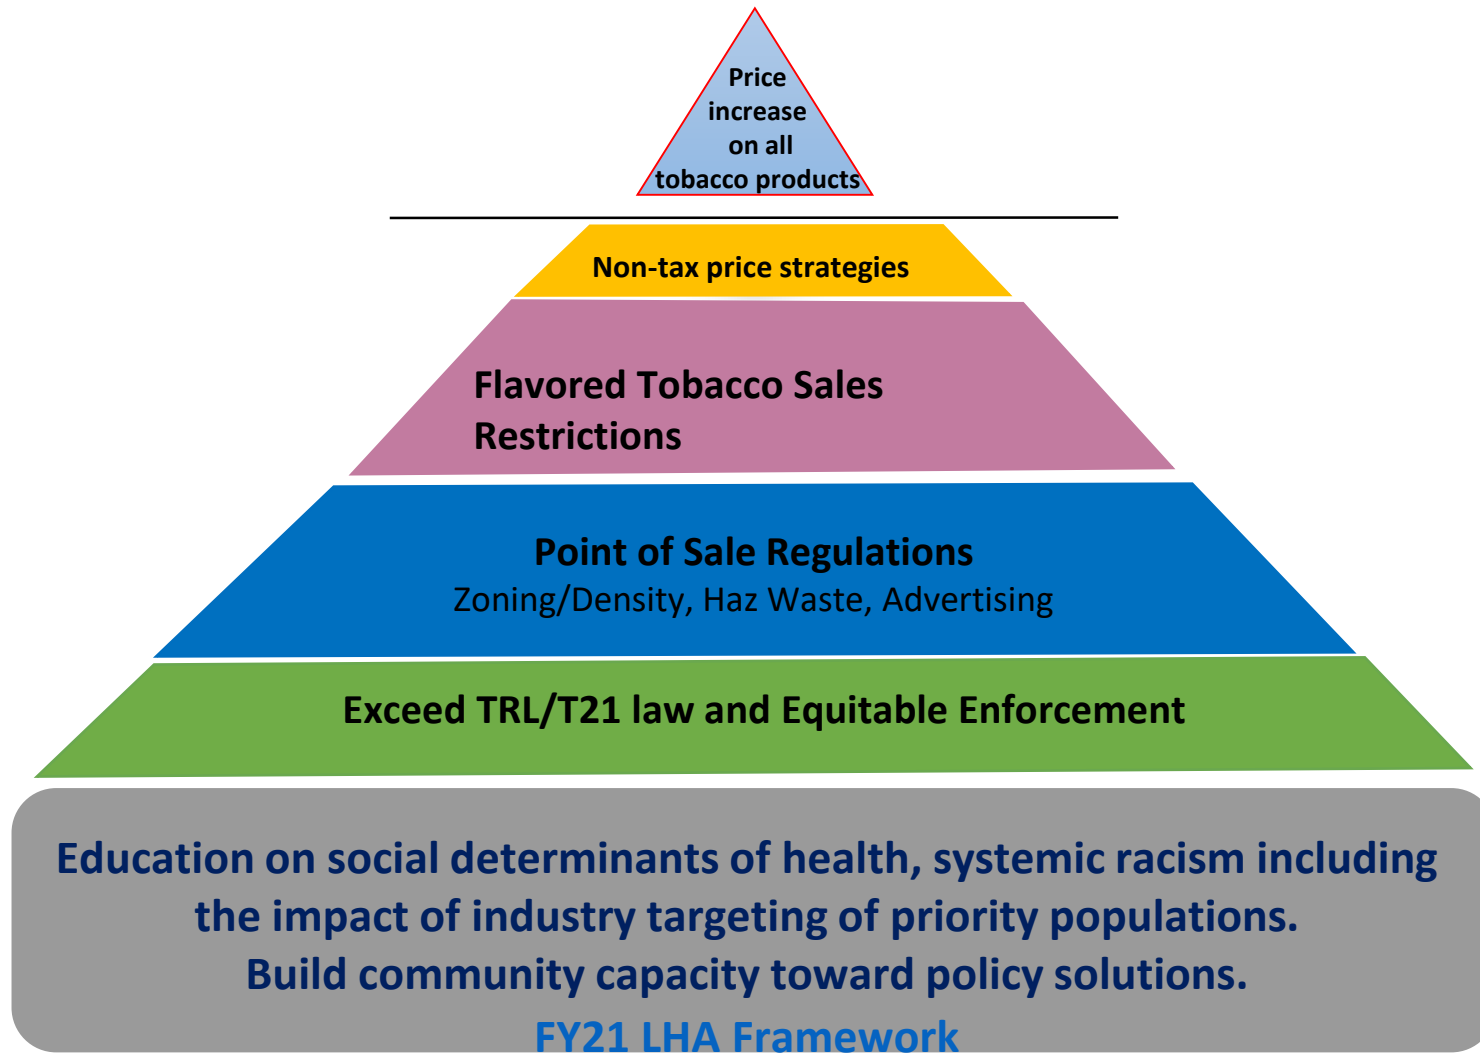 Price
increase
on all
tobacco products
Non-tax price strategies
Flavored Tobacco Sales
Restrictions
Point of Sale Regulations
Zoning/Density, Haz Waste, Advertising
Exceed TRL/T21 law and Equitable Enforcement
Education on social determinants of health, systemic racism including
the impact of industry targeting of priority populations.
Build community capacity toward policy solutions.
FY21 LHA Framework